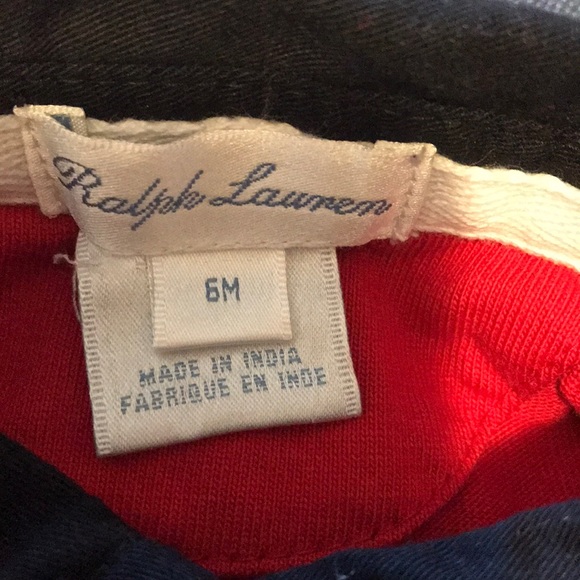 Ralph Lauren
6M
MADE IN INDIA
FABRIQUE EN INDE